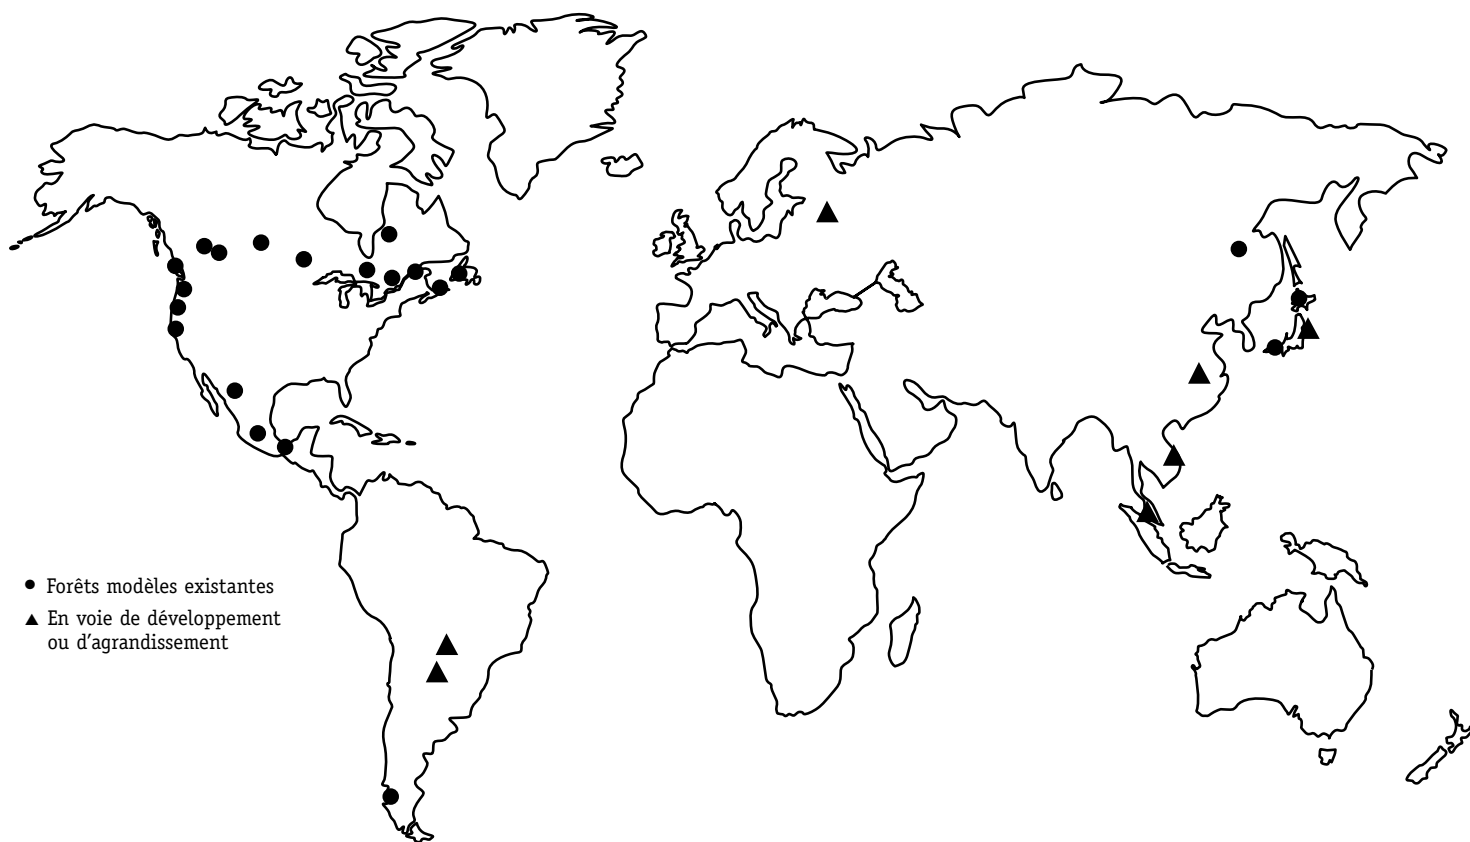 ● Forêts modèles existantes
▲ En voie de développement
ou d'agrandissement